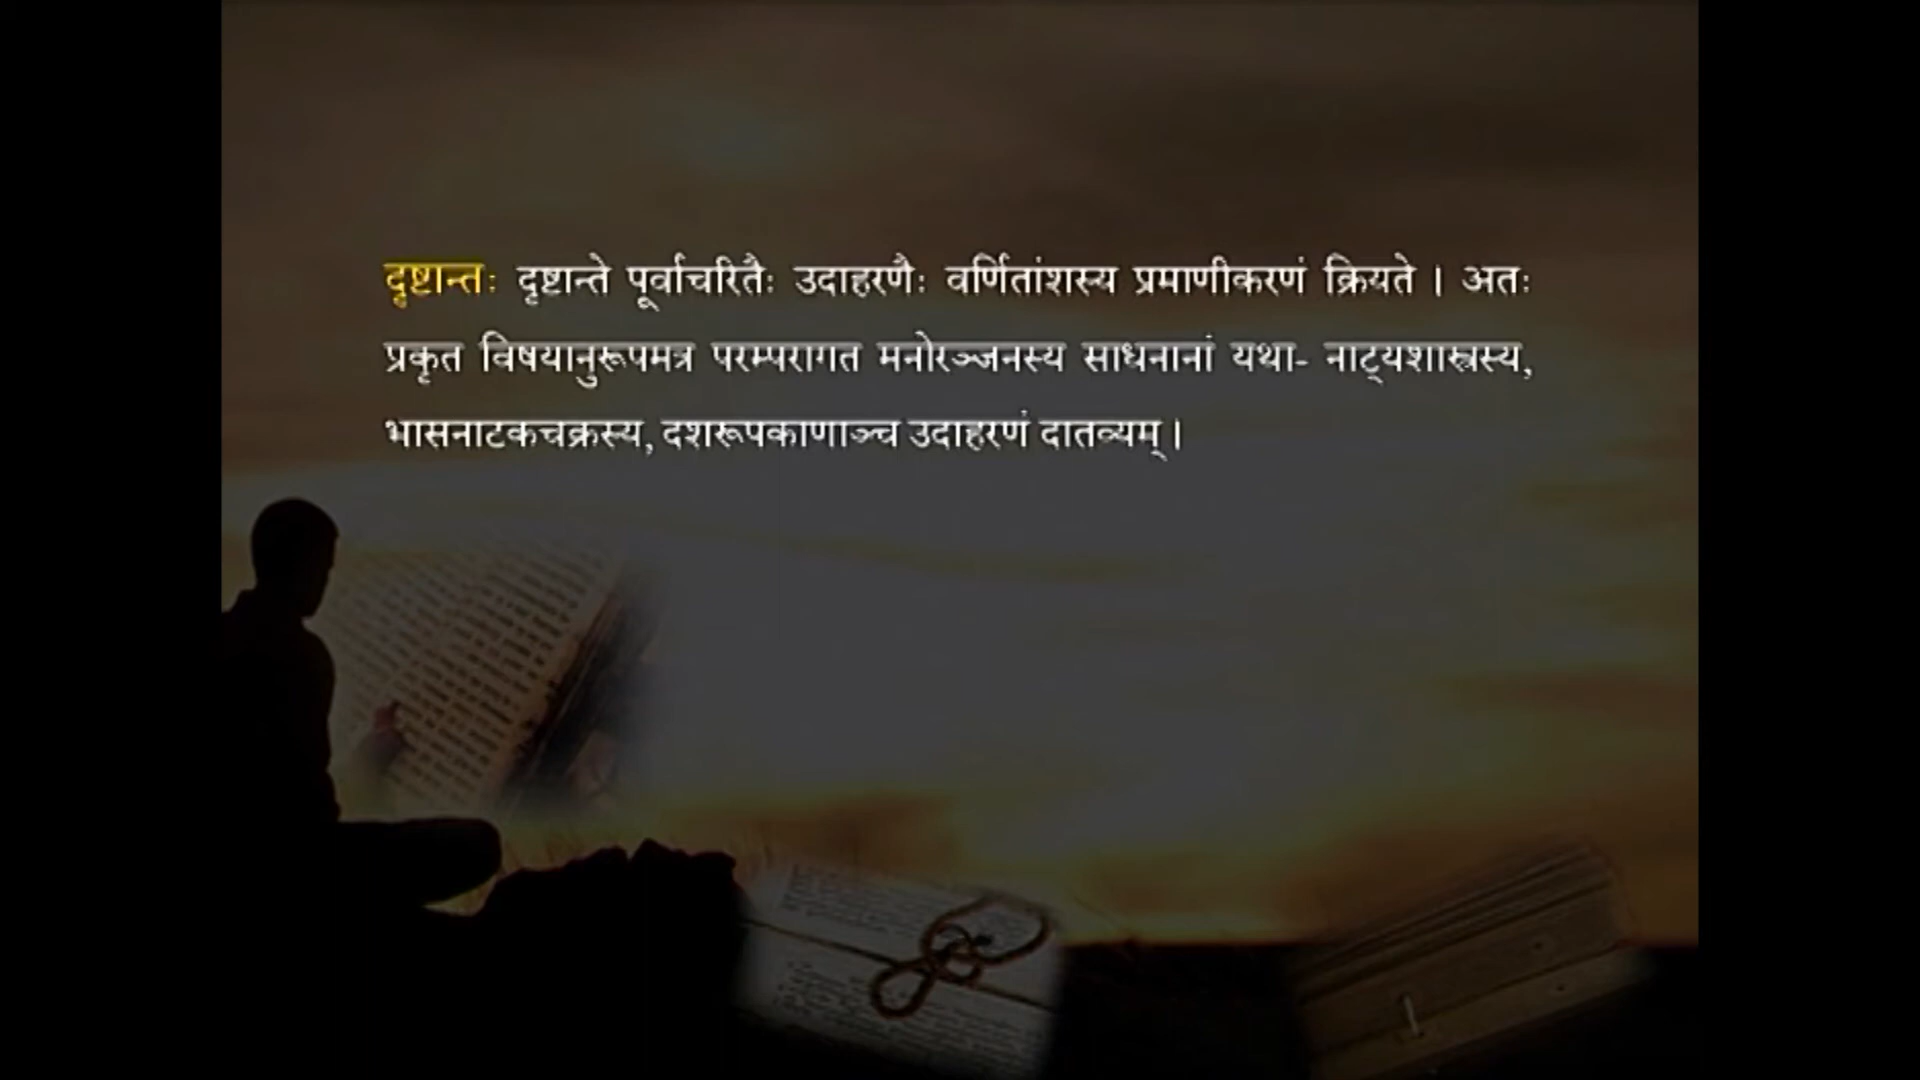 दृष्टान्तः दृष्टान्ते पूर्वाचरितैः उदाहरणैः वर्णितांशस्य प्रमाणीकरणं क्रियते । अतः
प्रकृत विषयानुरूपमत्र परम्परागत मनोरञ्जनस्य साधनानां यथा- नाट्यशास्त्रस्य,
भासनाटकचक्रस्य, दशरूपकाणाञ्च उदाहरणं दातव्यम् ।